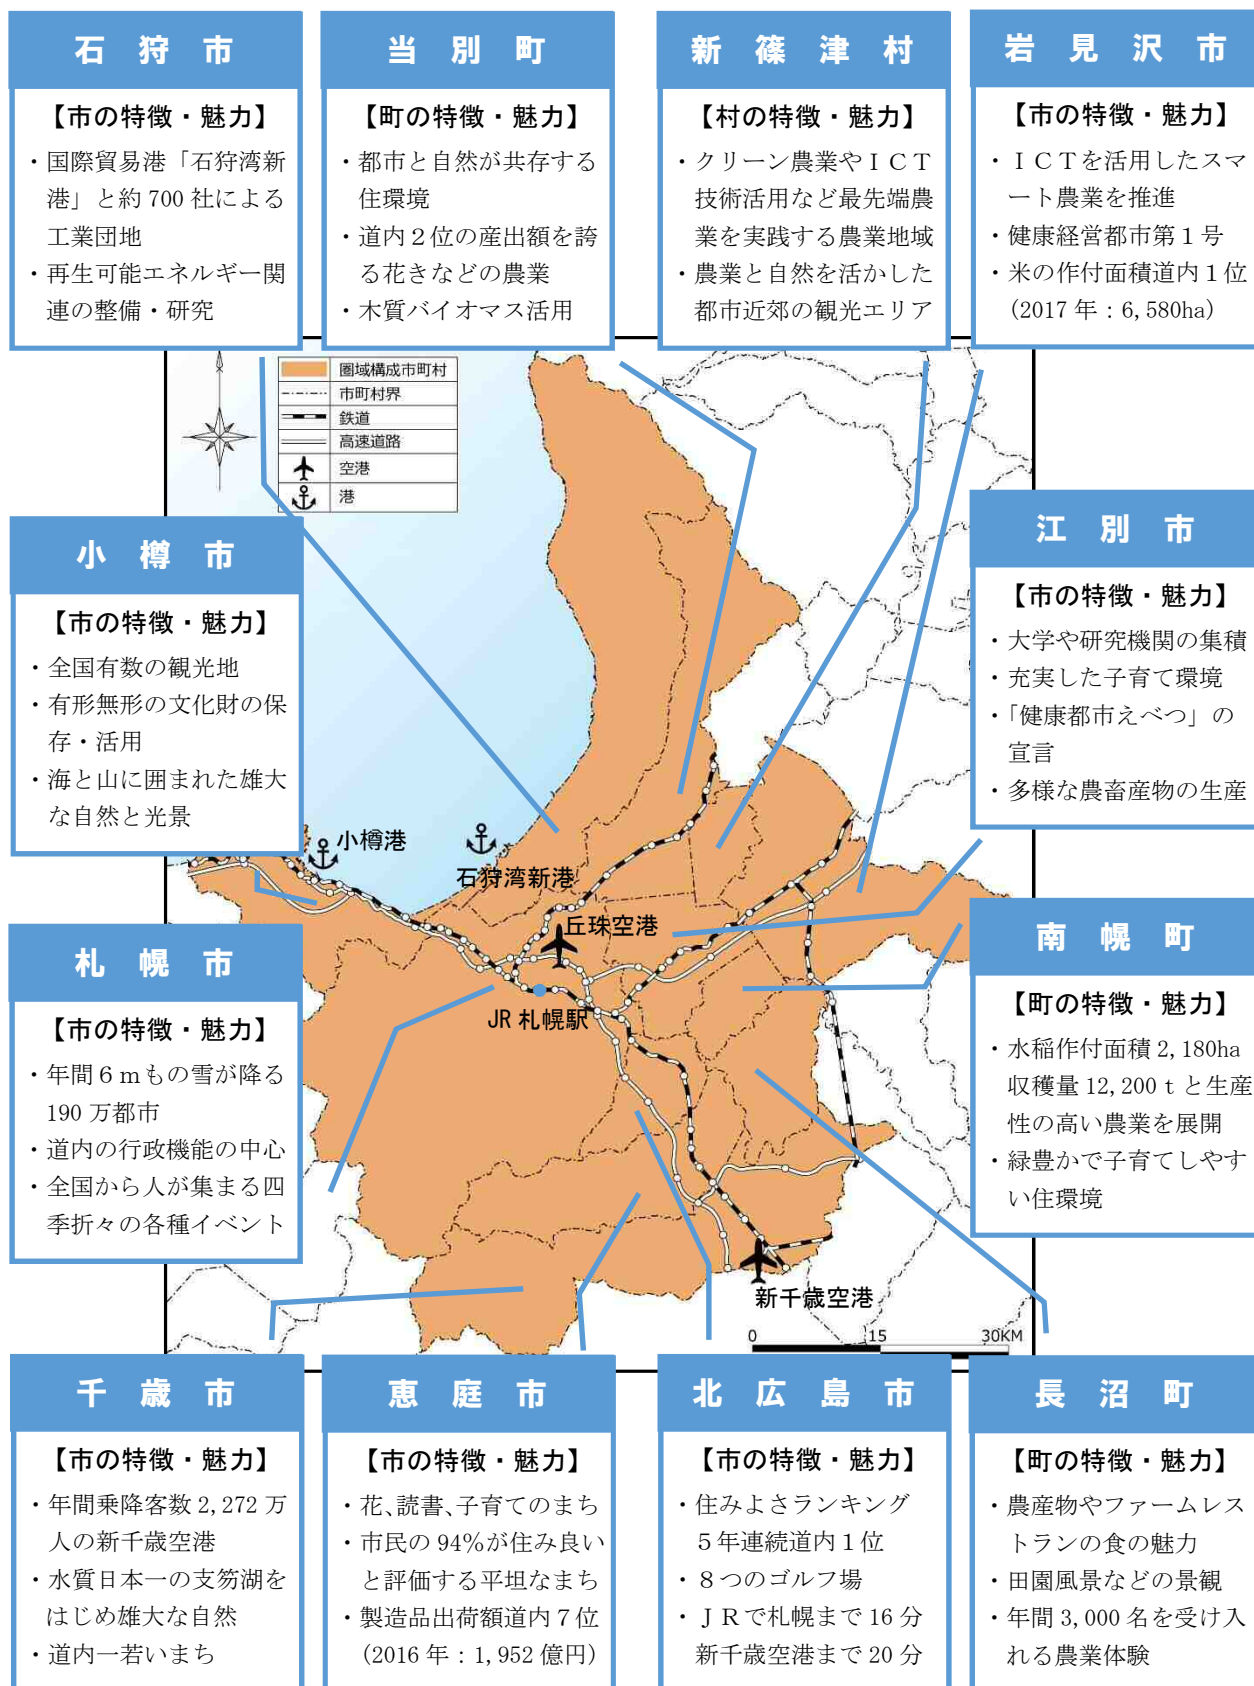 石狩市
【市の特徴・魅力】
・国際貿易港「石狩湾新
港」と約 700 社による
工業団地
・再生可能エネルギー関
連の整備・研究
当別町
【町の特徴・魅力】
・都市と自然が共存する
住環境
・道内２位の産出額を誇
る花きなどの農業
・木質バイオマス活用
新篠津村
【村の特徴・魅力】
・クリーン農業やＩＣＴ
技術活用など最先端農
業を実践する農業地域
・農業と自然を活かした
都市近郊の観光エリア
岩見沢市
【市の特徴・魅力】
・ＩＣＴを活用したスマ
ート農業を推進
・健康経営都市第１号
・米の作付面積道内１位
(2017 年：6,580ha)
圏域構成市町村
市町村界
鉄道
高速道路
空港
港
小樽市
【市の特徴・魅力】
・全国有数の観光地
・有形無形の文化財の保
存・活用
・海と山に囲まれた雄大
な自然と光景
江別市
【市の特徴・魅力】
・大学や研究機関の集積
・充実した子育て環境
・「健康都市えべつ」の
宣言
・多様な農畜産物の生産
小樽港
石狩湾新港
丘珠空港
JR 札幌駅
新千歳空港
0 15 30KM
札幌市
【市の特徴・魅力】
・年間６ｍもの雪が降る
190 万都市
・道内の行政機能の中心
・全国から人が集まる四
季折々の各種イベント
南幌町
【町の特徴・魅力】
・水稲作付面積 2,180ha
収穫量 12,200ｔと生産
性の高い農業を展開
・緑豊かで子育てしやす
い住環境
千歳市
【市の特徴・魅力】
・年間乗降客数 2,272 万
人の新千歳空港
・水質日本一の支笏湖を
はじめ雄大な自然
・道内一若いまち
恵庭市
【市の特徴・魅力】
・花､読書､子育てのまち
・市民の 94％が住み良い
と評価する平坦なまち
・製造品出荷額道内７位
(2016 年：1,952 億円)
北広島市
【市の特徴・魅力】
・住みよさランキング
５年連続道内１位
・８つのゴルフ場
・ＪＲで札幌まで 16 分
新千歳空港まで 20 分
長沼町
【町の特徴・魅力】
・農産物やファームレス
トランの食の魅力
・田園風景などの景観
・年間 3,000 名を受け入
れる農業体験